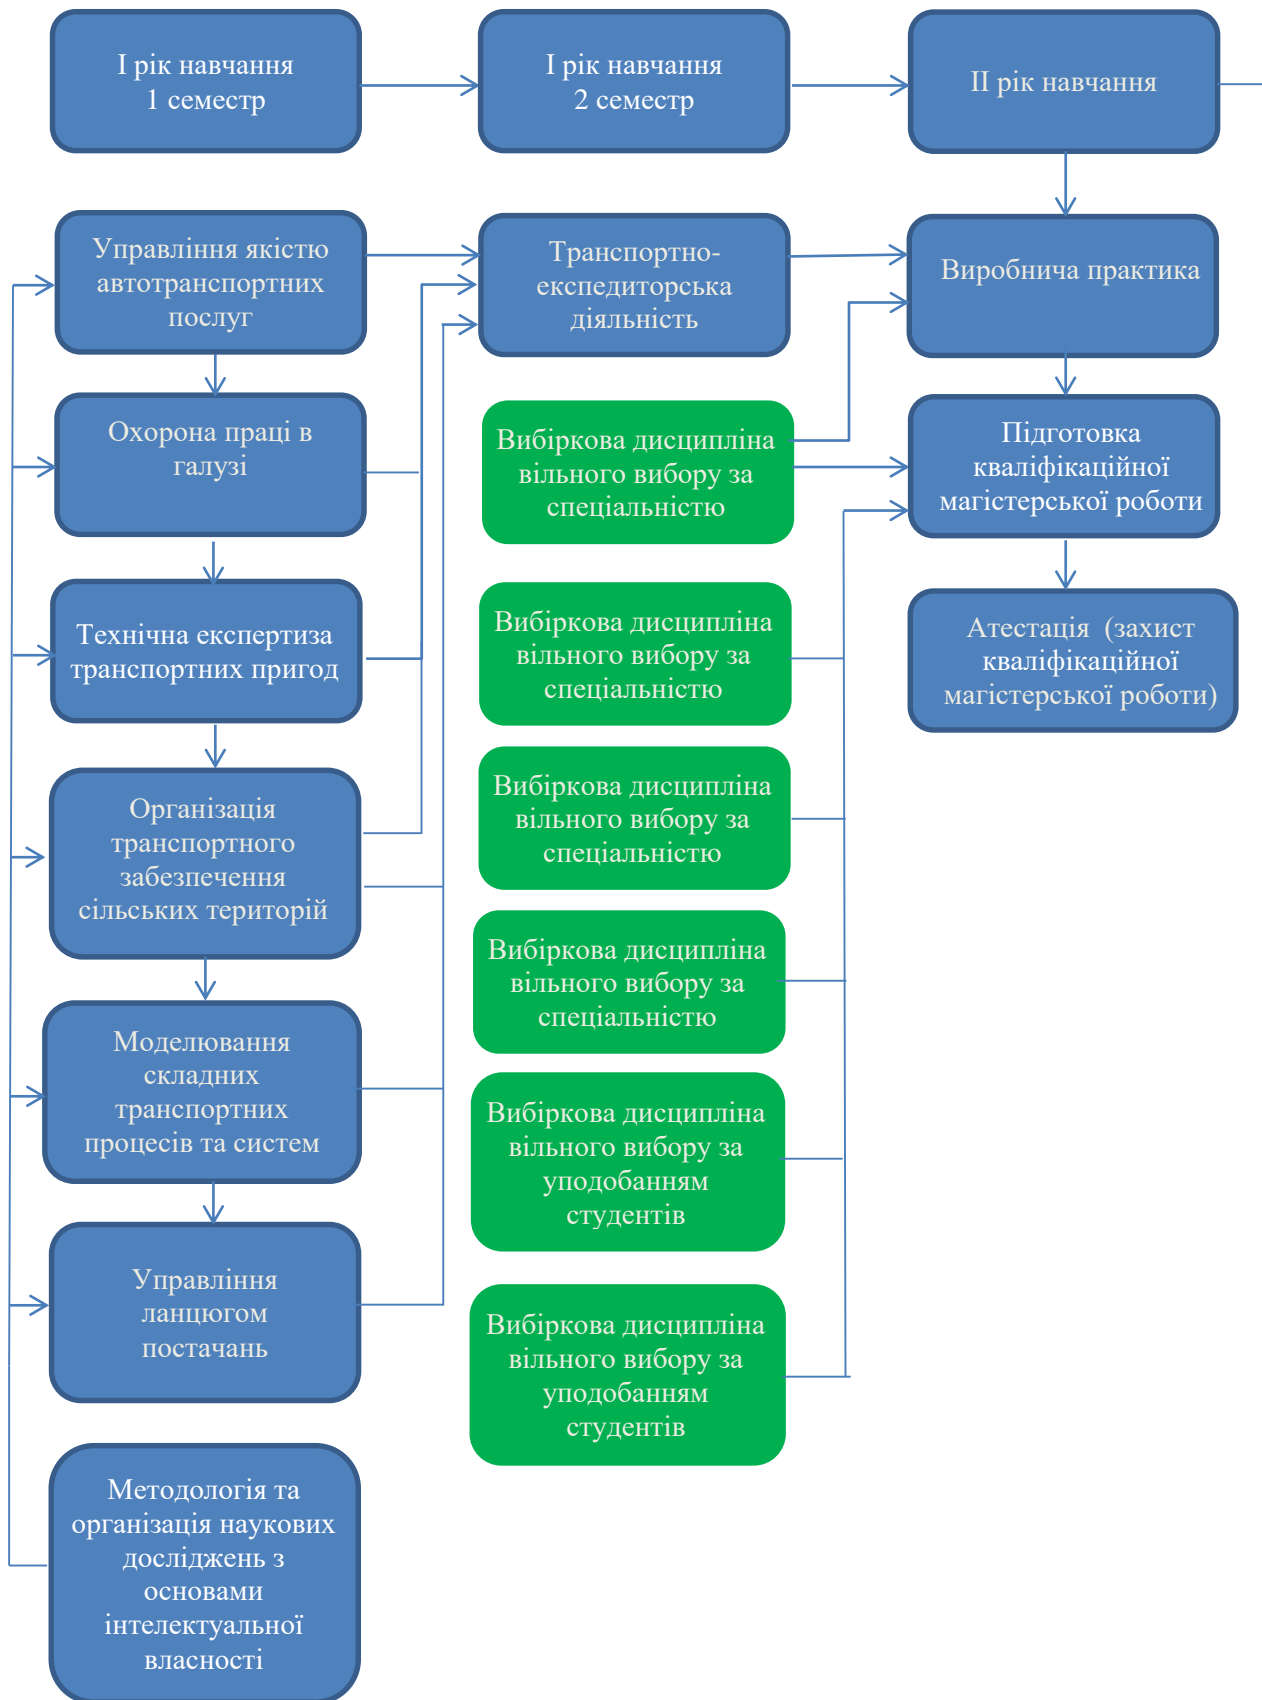 І рік навчання
1 семестр
І рік навчання
2 семестр
ІІ рік навчання
Управління якістю
автотранспортних
послуг
Охорона праці в
галузі
Технічна експертиза
транспортних пригод
Організація
транспортного
забезпечення
сільських територій
Моделювання
складних
транспортних
процесів та систем
Управління
ланцюгом
постачань
Методологія та
організація наукових
досліджень з
основами
інтелектуальної
власності
Транспортно-
експедиторська
діяльність
Вибіркова дисципліна
вільного вибору за
спеціальністю
Вибіркова дисципліна
вільного вибору за
спеціальністю
Вибіркова дисципліна
вільного вибору за
спеціальністю
Вибіркова дисципліна
вільного вибору за
спеціальністю
Вибіркова дисципліна
вільного вибору за
уподобанням
студентів
Вибіркова дисципліна
вільного вибору за
уподобанням
студентів
Виробнича практика
Підготовка
кваліфікаційної
магістерської роботи
Атестація (захист
кваліфікаційної
магістерської роботи)